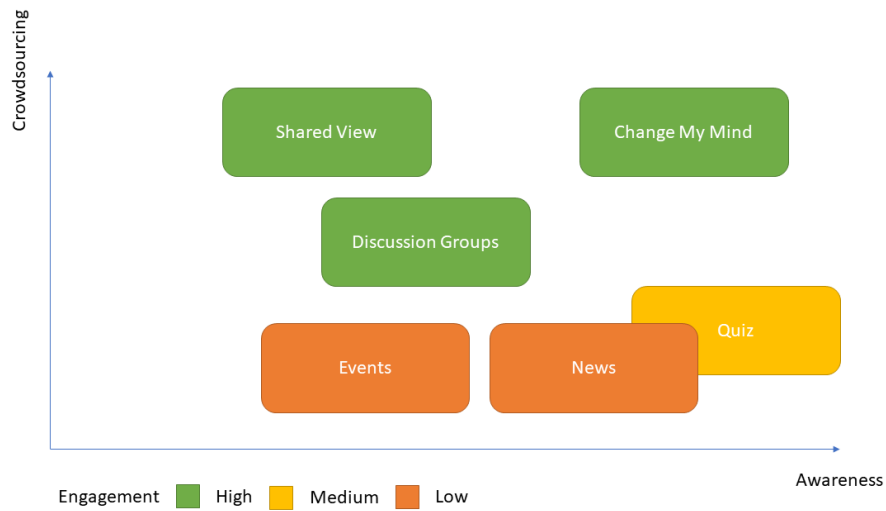 Crowdsourcing
Shared View
Change My Mind
Discussion Groups
Quiz
Events
News
Awareness
Engagement High Medium Low